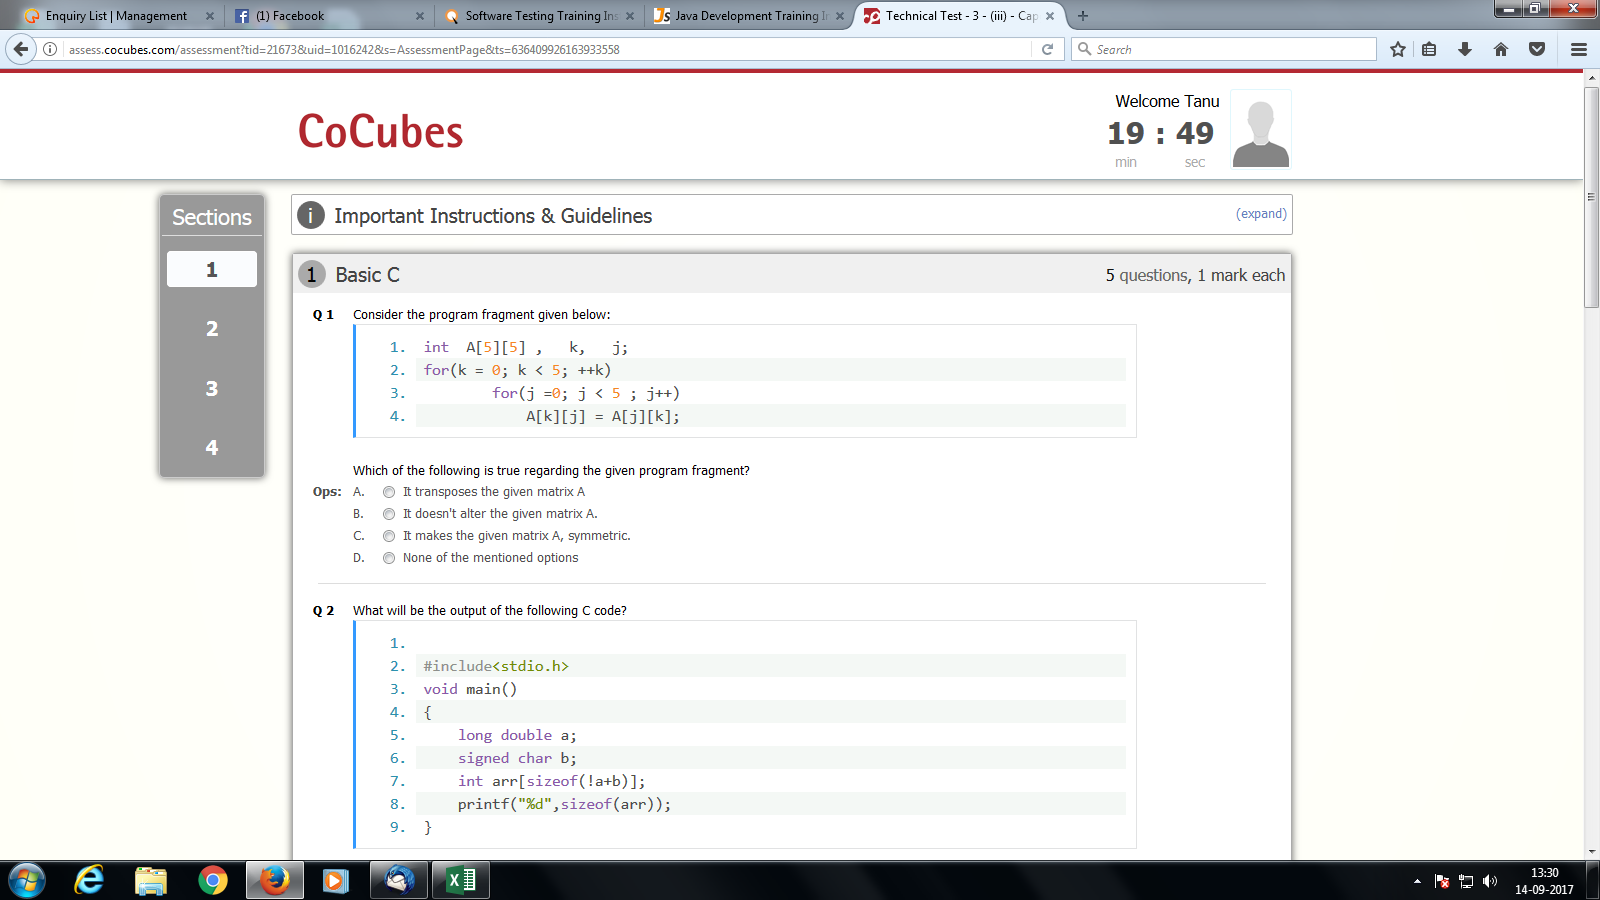 Enquiry List | Management
(1) Facebook
Software Testing Training Ins
Java Development Training I
Technical Test - 3 - (iii) - Cap
assess.cocubes.com/assessment?tid=21673&uid=1016242&s=AssessmentPage&ts=636409926163933558
Search
CoCubes
Welcome Tanu
19 : 49
min sec
Sections
1
2
3
4
i Important Instructions & Guidelines (expand)
1 Basic C 5 questions, 1 mark each
Q 1 Consider the program fragment given below:
1. int A[5][5] , k, j;
2. for(k = 0; k < 5; ++k)
3. for(j =0; j < 5 ; j++)
4. A[k][j] = A[j][k];
Which of the following is true regarding the given program fragment?
Ops: A. It transposes the given matrix A
B. It doesn't alter the given matrix A.
C. It makes the given matrix A, symmetric.
D. None of the mentioned options
Q 2 What will be the output of the following C code?
1.
2. #include<stdio.h>
3. void main()
4. {
5. long double a;
6. signed char b;
7. int arr[sizeof(!a+b)];
8. printf("%d",sizeof(arr));
9. }
13:30
14-09-2017